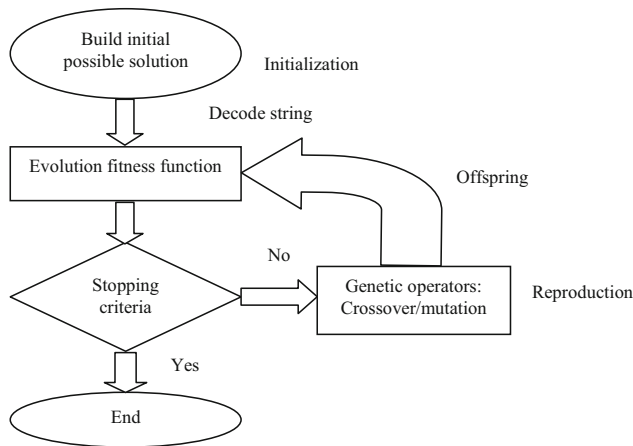 Build initial
possible solution
Initialization
Decode string
Evolution fitness function
Offspring
No
Stopping
criteria
Genetic operators:
Crossover/mutation
Reproduction
Yes
End